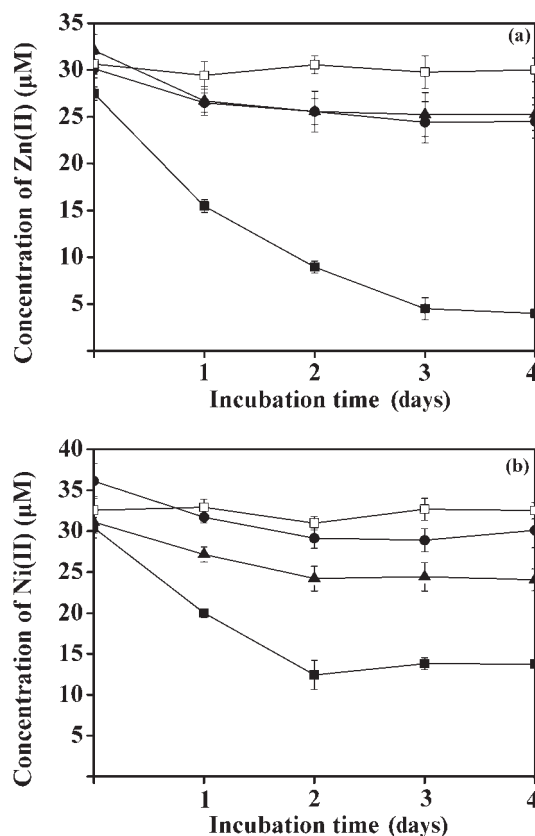 (a)
Concentration of Zn(II) (μM)
35
30
25
20
15
10
5
1 2 3 4
Incubation time (days)
(b)
Concentration of Ni(II) (μM)
40
35
30
25
20
15
10
5
1 2 3 4
Incubation time (days)